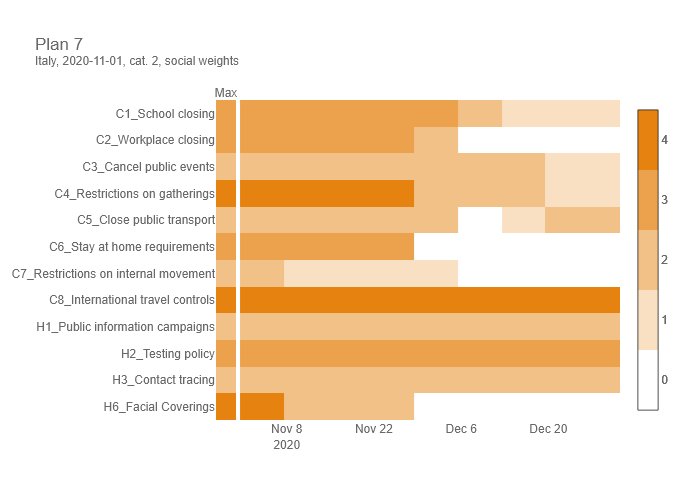 Plan 7
Italy, 2020-11-01, cat. 2, social weights
Max
C1_School closing
C2_Workplace closing
C3_Cancel public events
C4_Restrictions on gatherings
C5_Close public transport
C6_Stay at home requirements
C7_Restrictions on internal movement
C8_International travel controls
H1_Public information campaigns
H2_Testing policy
H3_Contact tracing
H6_Facial Coverings
Nov 8
2020
Nov 22
Dec 6
Dec 20
4
3
2
1
0